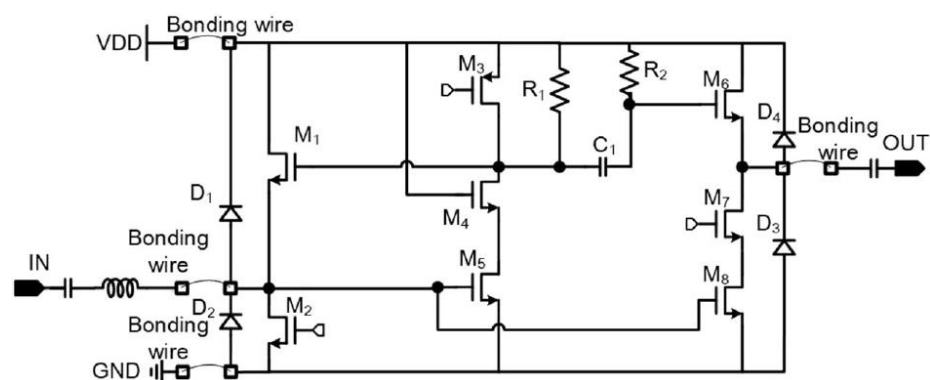 Bonding wire
VDD
M₃
R₁
R₂
M₆
D₄
Bonding
wire
OUT
M₁
C₁
D₁
M₄
M₇
D₃
IN
Bonding
wire
M₅
M₈
D₂
M₂
Bonding
wire
GND